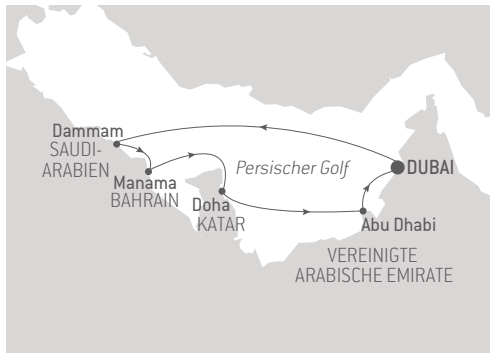 Dammam
SAUDI-
ARABIEN
Manama
BAHRAIN
Doha
KATAR
Persischer Golf
DUBAI
Abu Dhabi
VEREINIGTE
ARABISCHE EMIRATE